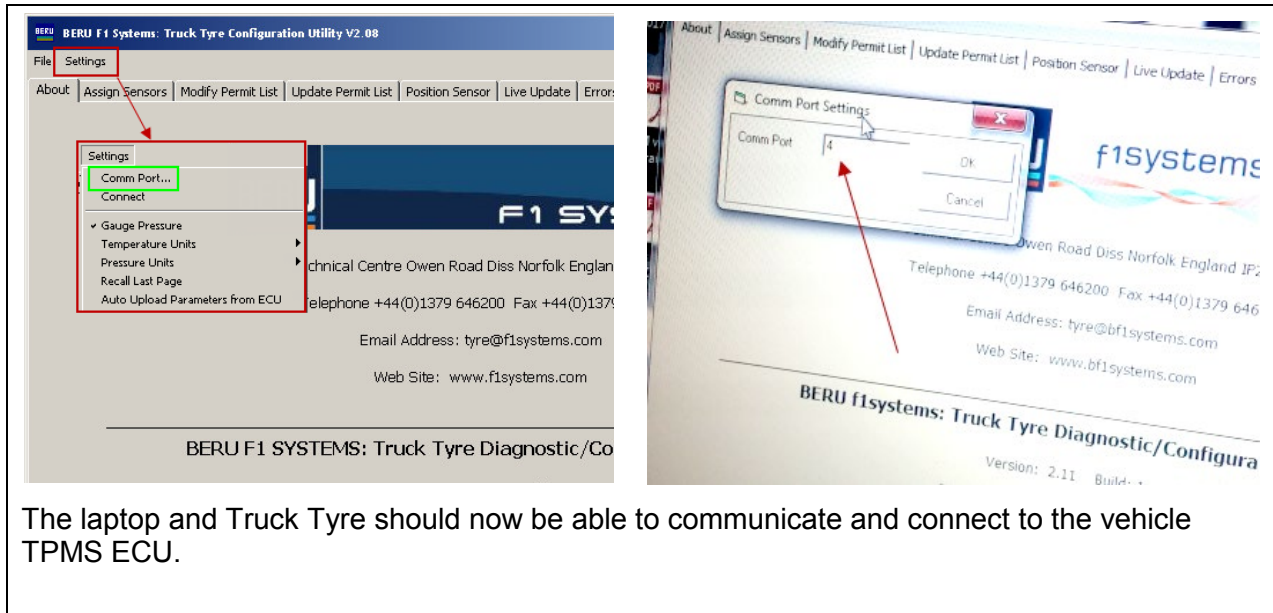 BERU BERU F1 Systems: Truck Tyre Configuration Utility V2.08
File Settings
About Assign Sensors Modify Permit List Update Permit List Position Sensor Live Update Error
Settings
Comm Port...
Connect
Gauge Pressure
Temperature Units
Pressure Units
Recall Last Page
Auto Upload Parameters from ECU
F1 SY
chnical Centre Owen Road Diss Norfolk Englan
elephone +44(0)1379 646200 Fax +44(0)137
Email Address: tyre@f1systems.com
Web Site: www.f1systems.com
BERU F1 SYSTEMS: Truck Tyre Diagnostic/Co
About Assign Sensors Modify Permit List Update Permit List Position Sensor Live Update Errors
Comm Port Settings
Comm Port 4
OK
Cancel
f1systems
Owen Road Diss Norfolk England IP2
Telephone +44(0)1379 646200 Fax +44(0)1379 646
Email Address: tyre@bf1systems.com
Web Site: www.bf1systems.com
BERU f1systems: Truck Tyre Diagnostic/Configura
Version: 2.11 Build:
The laptop and Truck Tyre should now be able to communicate and connect to the vehicle
TPMS ECU.